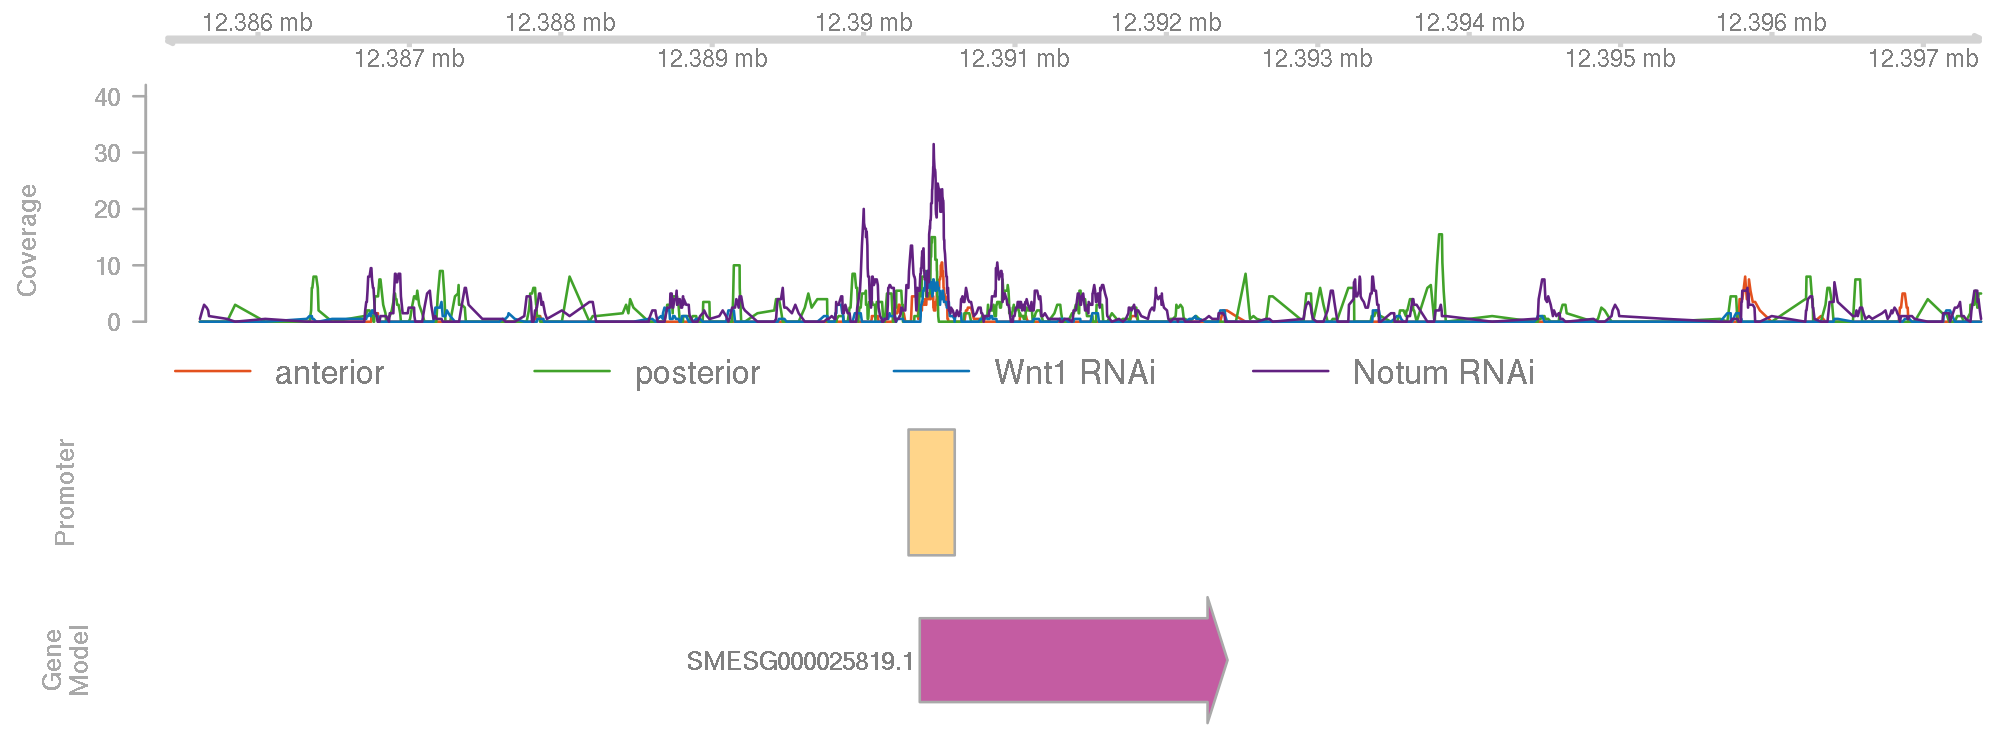 12.386 mb 12.388 mb 12.39 mb 12.392 mb 12.394 mb 12.396 mb
12.387 mb 12.389 mb 12.391 mb 12.393 mb 12.395 mb 12.397 mb
Coverage
40
30
20
10
0
anterior posterior Wnt1 RNAi Notum RNAi
Promoter
Gene
Model
SMESG000025819.1